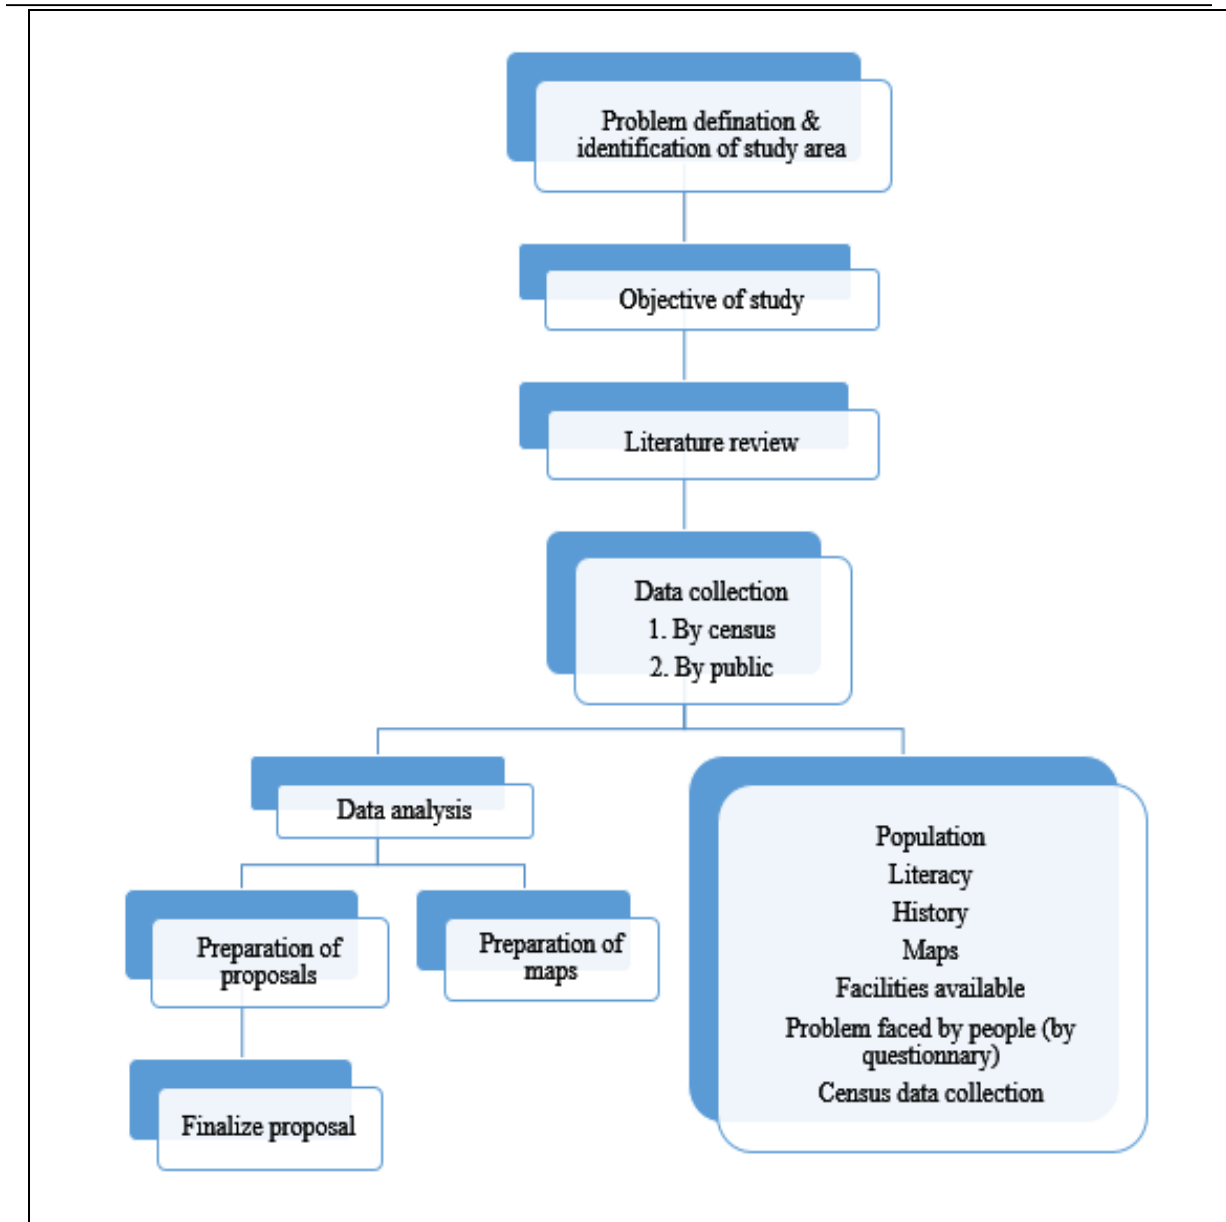 Problem defination &
identification of study area
Objective of study
Literature review
Data collection
1. By census
2. By public
Data analysis
Preparation of
proposals
Preparation of
maps
Finalize proposal
Population
Literacy
History
Maps
Facilities available
Problem faced by people (by
questionnary)
Census data collection